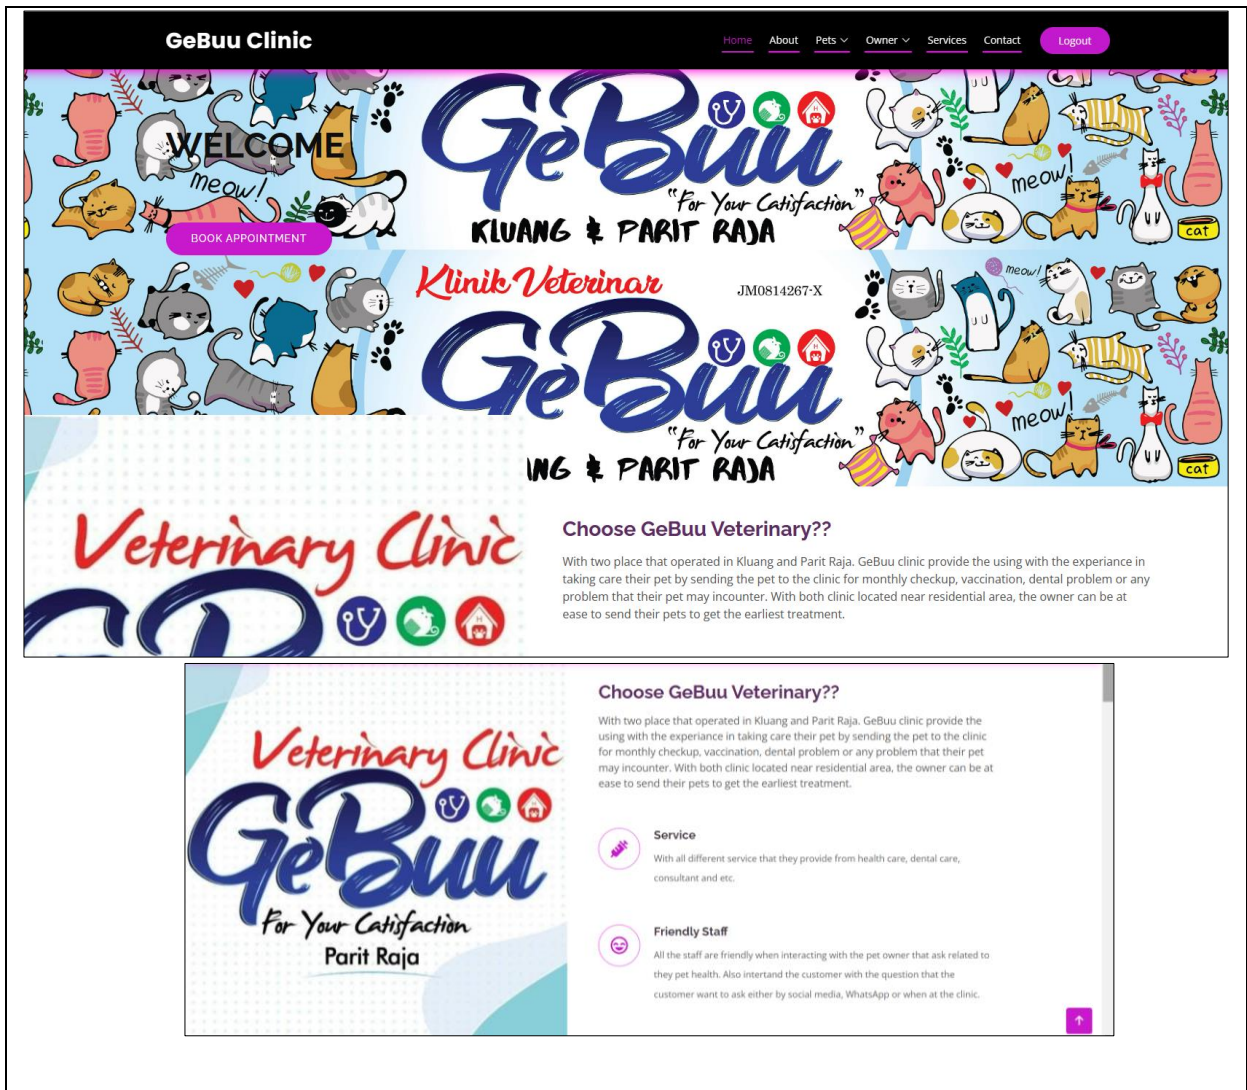 GeBuu Clinic
Home About Pets Owner Services Contact Logout
WELCOME
meow!
BOOK APPOINTMENT
GeBuu
"For Your Catisfaction"
KLUANG & PARIT RAJA
meow!
cat
Klinik Veterinar
JM0814267-X
GeBuu
"For Your Catisfaction"
NG & PARIT RAJA
meow!
meow!
cat
Veterinary Clinic
Choose GeBuu Veterinary??
With two place that operated in Kluang and Parit Raja. GeBuu clinic provide the using with the experiance in
taking care their pet by sending the pet to the clinic for monthly checkup, vaccination, dental problem or any
problem that their pet may incounter. With both clinic located near residential area, the owner can be at
ease to send their pets to get the earliest treatment.
Veterinary Clinic
GeBuu
For Your Catisfaction
Parit Raja
Choose GeBuu Veterinary??
With two place that operated in Kluang and Parit Raja. GeBuu clinic provide the
using with the experiance in taking care their pet by sending the pet to the clinic
for monthly checkup, vaccination, dental problem or any problem that their pet
may incounter. With both clinic located near residential area, the owner can be at
ease to send their pets to get the earliest treatment.
Service
With all different service that they provide from health care, dental care,
consultant and etc.
Friendly Staff
All the staff are friendly when interacting with the pet owner that ask related to
they pet health. Also intertand the customer with the question that the
customer want to ask either by social media, WhatsApp or when at the clinic.